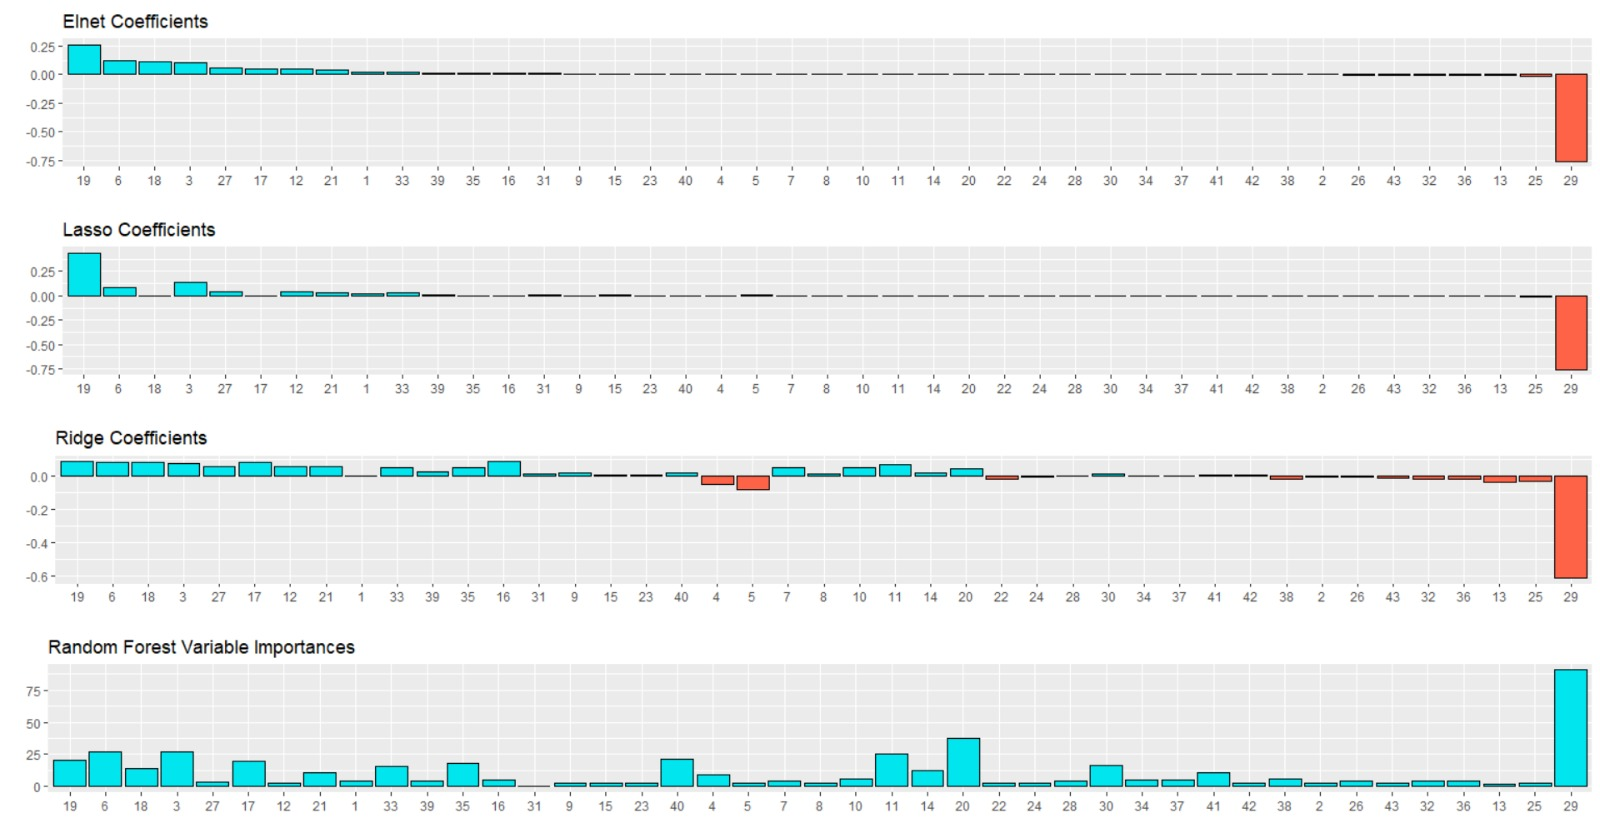 Elnet Coefficients
0.25
0.00
-0.25
-0.50
-0.75
19 6 18 3 27 17 12 21 1 33 39 35 16 31 9 15 23 40 4 5 7 8 10 11 14 20 22 24 28 30 34 37 41 42 38 2 26 43 32 36 13 25 29
Lasso Coefficients
0.25
0.00
-0.25
-0.50
-0.75
19 6 18 3 27 17 12 21 1 33 39 35 16 31 9 15 23 40 4 5 7 8 10 11 14 20 22 24 28 30 34 37 41 42 38 2 26 43 32 36 13 25 29
Ridge Coefficients
0.0
-0.2
-0.4
-0.6
19 6 18 3 27 17 12 21 1 33 39 35 16 31 9 15 23 40 4 5 7 8 10 11 14 20 22 24 28 30 34 37 41 42 38 2 26 43 32 36 13 25 29
Random Forest Variable Importances
75
50
25
0
19 6 18 3 27 17 12 21 1 33 39 35 16 31 9 15 23 40 4 5 7 8 10 11 14 20 22 24 28 30 34 37 41 42 38 2 26 43 32 36 13 25 29